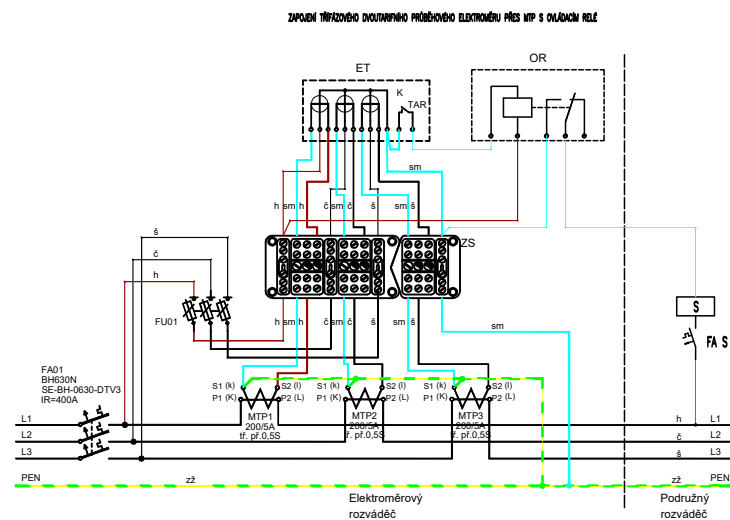 ZAPOJENÍ TŘÍFÁZOVÉHO DVOUTARIFNÍHO PRŮBĚHOVÉHO ELEKTROMĚRU PŘES MTP S OVLÁDACÍM RELÉ
ET
OR
K
TAR
sm
h sm h č sm č š sm š
ZS
š
č
h
FU01
h sm h č sm č š sm š
sm
S
FA S
FA01
BH630N
SE-BH-0630-DTV3
IR=400A
S1 (k) S2 (l) S1 (k) S2 (l) S1 (k) S2 (l)
P1 (K) P2 (L) P1 (K) P2 (L) P1 (K) P2 (L)
MTP1 MTP2 MTP3
200/5A 200/5A 200/5A
tř. př.0,5S tř. př.0,5S tř. př.0,5S
L1 h L1
L2 č L2
L3 š L3
PEN zž zž PEN
Elektroměrový
rozváděč
Podružný
rozváděč